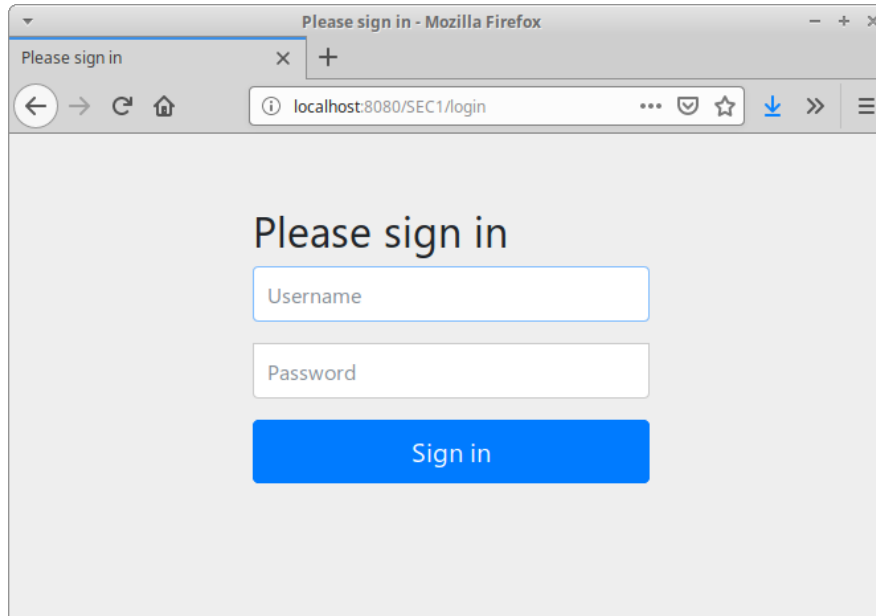 Please sign in - Mozilla Firefox
Please sign in
localhost:8080/SEC1/login
Please sign in
Username
Password
Sign in